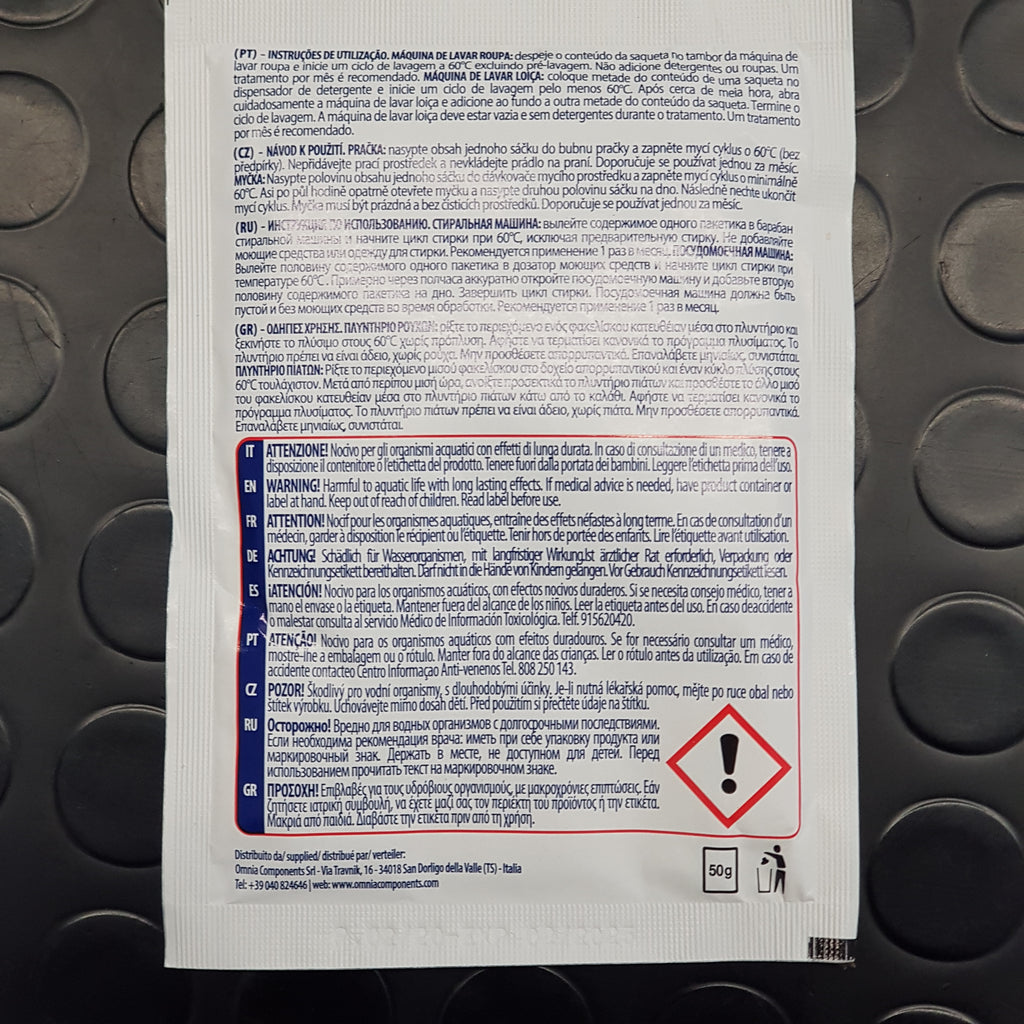 (PT) - INSTRUÇÕES DE UTILIZAÇÃO. MÁQUINA DE LAVAR ROUPA: despeje o conteúdo da saqueta no tambor da máquina de
lavar roupa e inicie um ciclo de lavagem a 60°C excluindo pré-lavagem. Não adicione detergentes ou roupas. Um
tratamento por mês é recomendado. MÁQUINA DE LAVAR LOIÇA: coloque metade do conteúdo de uma saqueta no
dispensador de detergente e inicie um ciclo de lavagem pelo menos 60°C. Após cerca de meia hora, abra
cuidadosamente a máquina de lavar loiça e adicione ao fundo a outra metade do conteúdo da saqueta. Termine o
ciclo de lavagem. A máquina de lavar loiça deve estar vazia e sem detergentes durante o tratamento. Um tratamento
por mês é recomendado.
(CZ) - NÁVOD K POUŽITÍ. PRAČKA: nasypte obsah jednoho sáčku do bubnu pračky a zapněte mycí cyklus o 60°C (bez
předpírky). Nepřidávejte prací prostředek a nevkládejte prádlo na praní. Doporučuje se používat jednou za měsíc.
MYČKA: Nasypte polovinu obsahu jednoho sáčku do dávkovače mycího prostředku a zapněte mycí cyklus o minimálně
60°C. Asi po půl hodině opatrně otevřete myčku a nasypte druhou polovinu sáčku na dno. Následně nechte ukončit
mycí cyklus. Myčka musí být prázdná a bez čisticích prostředků. Doporučuje se používat jednou za měsíc.
(RU) - ИНСТРУКЦИЯ ПО ИСПОЛЬЗОВАНИЮ. СТИРАЛЬНАЯ МАШИНА: вылейте содержимое одного пакетика в барабан
стиральной машины и начните цикл стирки при 60°C, исключая предварительную стирку. Не добавляйте
моющие средства или одежду для стирки. Рекомендуется применение 1 раз в месяц. ПОСУДОМОЕЧНАЯ МАШИНА:
Вылейте половину содержимого одного пакетика в дозатор моющих средств и начните цикл стирки при
температуре 60°C. Примерно через полчаса аккуратно откройте посудомоечную машину и добавьте вторую
половину содержимого пакетика на дно. Завершить цикл стирки. Посудомоечная машина должна быть
пустой и без моющих средств во время обработки. Рекомендуется применение 1 раз в месяц.
(GR) - ΟΔΗΓΙΕΣ ΧΡΗΣΗΣ. ΠΛΥΝΤΗΡΙΟ ΡΟΥΧΩΝ: ρίξτε το περιεχόμενο ενός φακελίσκου κατευθείαν μέσα στο πλυντήριο και
ξεκινήστε το πλύσιμο στους 60°C χωρίς πρόπλυση. Αφήστε να τερματίσει κανονικά το πρόγραμμα πλυσίματος. Το
πλυντήριο πρέπει να είναι άδειο, χωρίς ρούχα. Μην προσθέσετε απορρυπαντικά. Επαναλάβετε μηνιαίως, συνιστάται.
ΠΛΥΝΤΗΡΙΟ ΠΙΑΤΩΝ: Ρίξτε το περιεχόμενο μισού φακελίσκου στο δοχείο απορρυπαντικού και έναν κύκλο πλύσης στους
60°C τουλάχιστον. Μετά από περίπου μισή ώρα, ανοίξτε προσεκτικά το πλυντήριο πιάτων και προσθέστε το άλλο μισό
του φακελίσκου κατευθείαν μέσα στο πλυντήριο πιάτων κάτω από το καλάθι. Αφήστε να τερματίσει κανονικά το
πρόγραμμα πλυσίματος. Το πλυντήριο πιάτων πρέπει να είναι άδειο, χωρίς πιάτα. Μην προσθέσετε απορρυπαντικά.
Επαναλάβετε μηνιαίως, συνιστάται.
IT ATTENZIONE! Nocivo per gli organismi acquatici con effetti di lunga durata. In caso di consultazione di un medico, tenere a
disposizione il contenitore o l'etichetta del prodotto. Tenere fuori dalla portata dei bambini. Leggere l'etichetta prima dell'uso.
EN WARNING! Harmful to aquatic life with long lasting effects. If medical advice is needed, have product container or
label at hand. Keep out of reach of children. Read label before use.
FR ATTENTION! Nocif pour les organismes aquatiques, entraîne des effets néfastes à long terme. En cas de consultation d'un
médecin, garder à disposition le récipient ou l'étiquette. Tenir hors de portée des enfants. Lire l'étiquette avant utilisation.
DE ACHTUNG! Schädlich für Wasserorganismen, mit langfristiger Wirkung.Ist ärztlicher Rat erforderlich, Verpackung oder
Kennzeichnungsetikett bereithalten. Darf nicht in die Hände von Kindern gelangen. Vor Gebrauch Kennzeichnungsetikett lesen.
ES ¡ATENCIÓN! Nocivo para los organismos acuáticos, con efectos nocivos duraderos. Si se necesita consejo médico, tener a
mano el envase o la etiqueta. Mantener fuera del alcance de los niños. Leer la etiqueta antes del uso. En caso deaccidente
o malestar consulta al servicio Médico de Información Toxicológica. Telf. 915620420.
PT ATENÇÃO! Nocivo para os organismos aquáticos com efeitos duradouros. Se for necessário consultar um médico,
mostre-lhe a embalagem ou o rótulo. Manter fora do alcance das crianças. Ler o rótulo antes da utilização. Em caso de
accidente contacteo Centro Informaçao Anti-venenos Tel. 808 250 143.
CZ POZOR! Škodlivý pro vodní organismy, s dlouhodobými účinky. Je-li nutná lékařská pomoc, mějte po ruce obal nebo
štítek výrobku. Uchovávejte mimo dosah dětí. Před použitím si přečtěte údaje na štítku.
RU Осторожно! Вредно для водных организмов с долгосрочными последствиями.
Если необходима рекомендация врача: иметь при себе упаковку продукта или
маркировочный знак. Держать в месте, не доступном для детей. Перед
использованием прочитать текст на маркировочном знаке.
GR ΠΡΟΣΟΧΗ! Επιβλαβές για τους υδρόβιους οργανισμούς, με μακροχρόνιες επιπτώσεις. Εάν
ζητήσετε ιατρική συμβουλή, να έχετε μαζί σας τον περιέκτη του προϊόντος ή την ετικέτα.
Μακριά από παιδιά. Διαβάστε την ετικέτα πριν από τη χρήση.
Distribuito da/ supplied/ distribué par/ verteiler:
Omnia Components Srl - Via Travnik, 16 - 34018 San Dorligo della Valle (TS) - Italia
Tel: +39 040 824646 | web: www.omniacomponents.com
50g